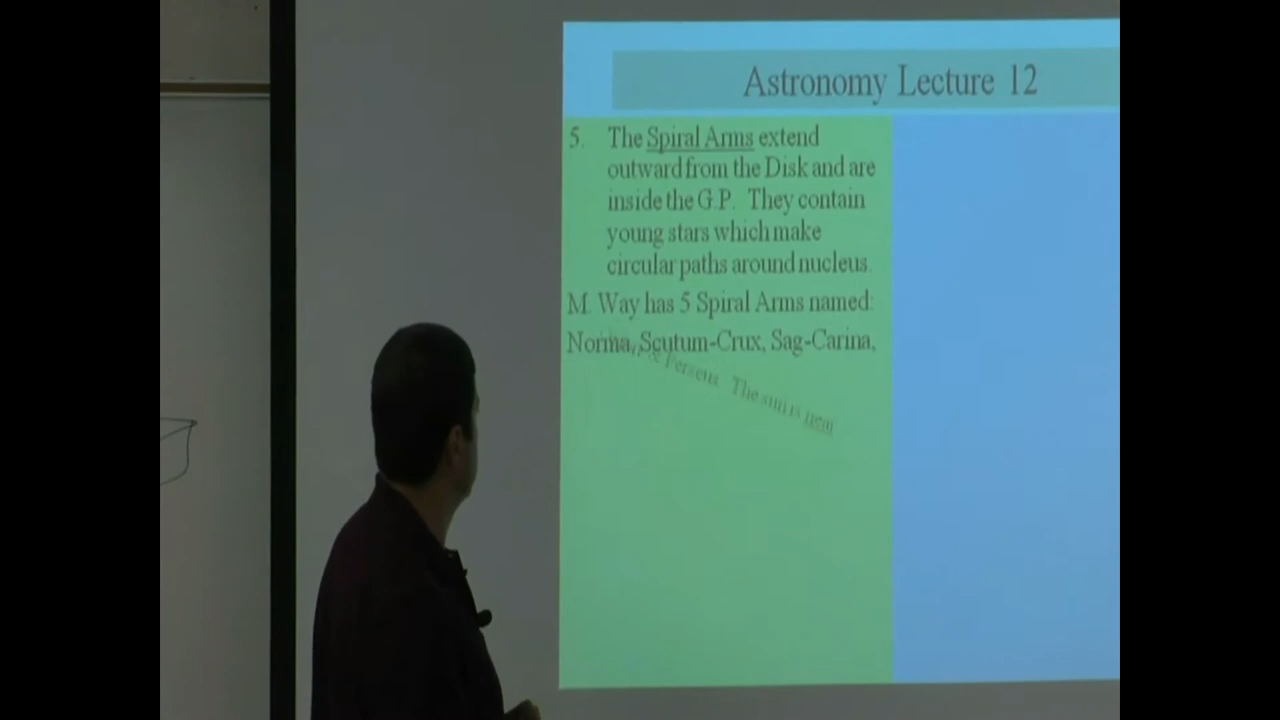 Astronomy Lecture 12
5. The Spiral Arms extend
outward from the Disk and are
inside the G.P. They contain
young stars which make
circular paths around nucleus.
M. Way has 5 Spiral Arms named:
Norma, Scutum-Crux, Sag-Carina,
& Perseus The sun is near